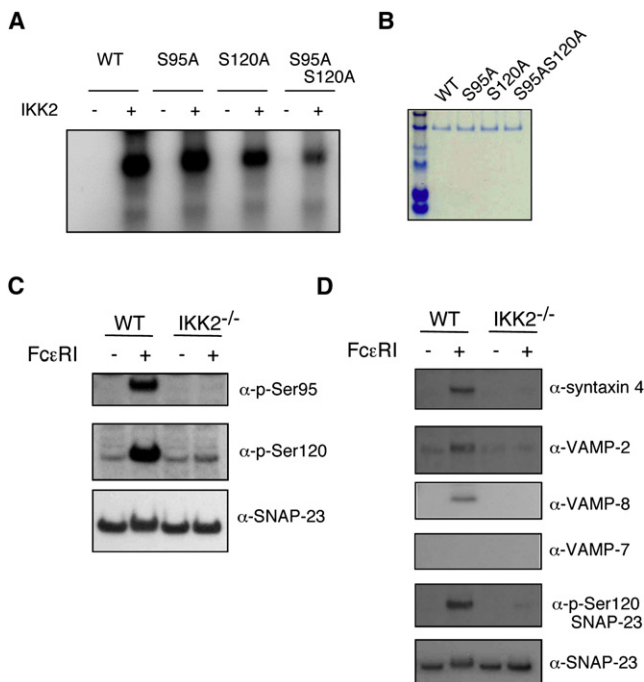 A
WT S95A S120A S95A
S120A
IKK2 - + - + - + - +
B
WT S95A S120A S95AS120A
C
WT IKK2-/-
FcεRI - + - +
α-p-Ser95
α-p-Ser120
α-SNAP-23
D
WT IKK2-/-
FcεRI - + - +
α-syntaxin 4
α-VAMP-2
α-VAMP-8
α-VAMP-7
α-p-Ser120
SNAP-23
α-SNAP-23